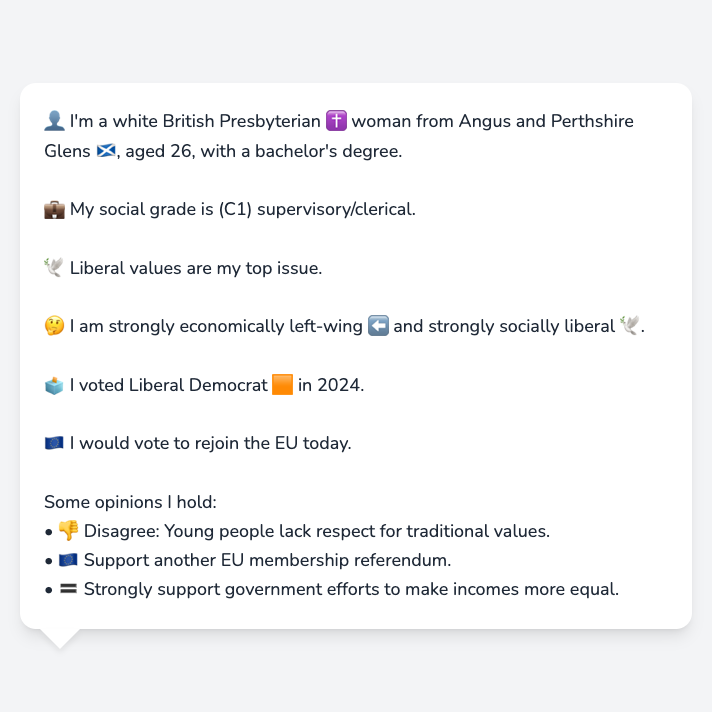 👤 I'm a white British Presbyterian ✝️ woman from Angus and Perthshire
Glens 🏴󠁧󠁢󠁳󠁣󠁴󠁿, aged 26, with a bachelor's degree.
💼 My social grade is (C1) supervisory/clerical.
🕊️ Liberal values are my top issue.
🤔 I am strongly economically left-wing ⬅️ and strongly socially liberal 🕊️.
🗳️ I voted Liberal Democrat 🟧 in 2024.
🇪🇺 I would vote to rejoin the EU today.
Some opinions I hold:
• 👎 Disagree: Young people lack respect for traditional values.
• 🇪🇺 Support another EU membership referendum.
• 🟰 Strongly support government efforts to make incomes more equal.